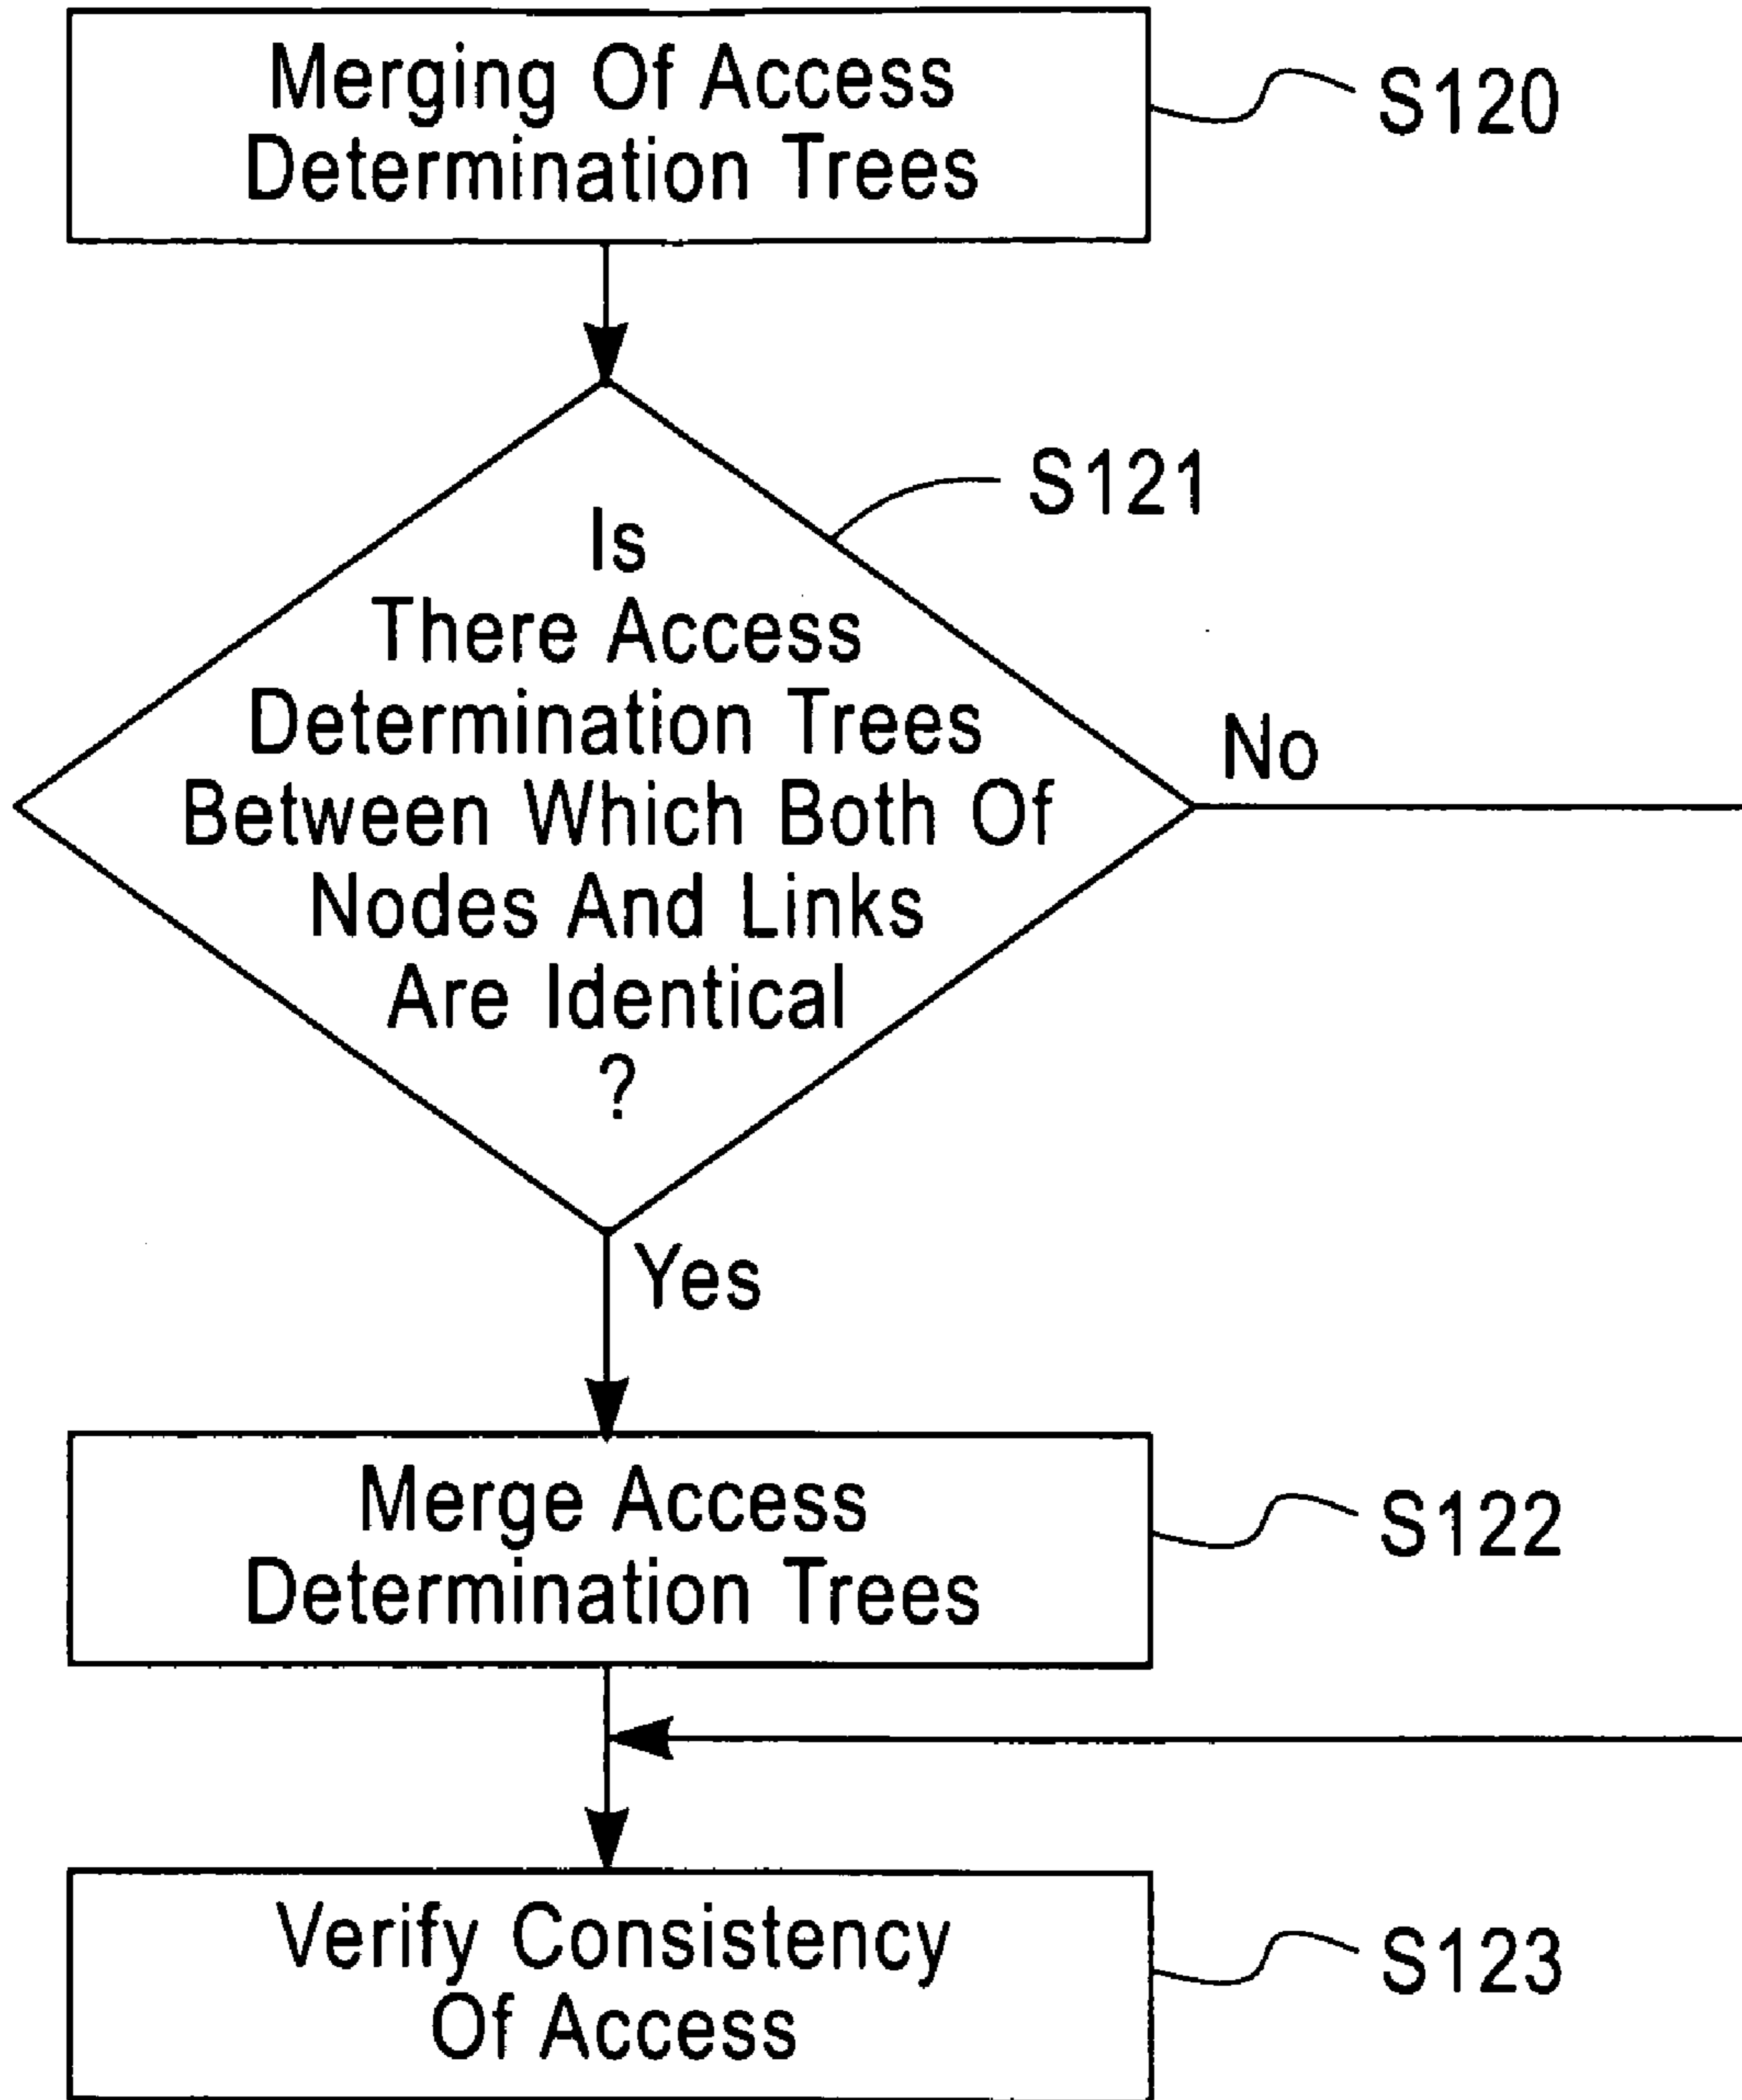 Merging Of Access
Determination Trees
S120
S121
Is
There Access
Determination Trees
Between Which Both Of
Nodes And Links
Are Identical
?
No
Yes
Merge Access
Determination Trees
S122
Verify Consistency
Of Access
S123